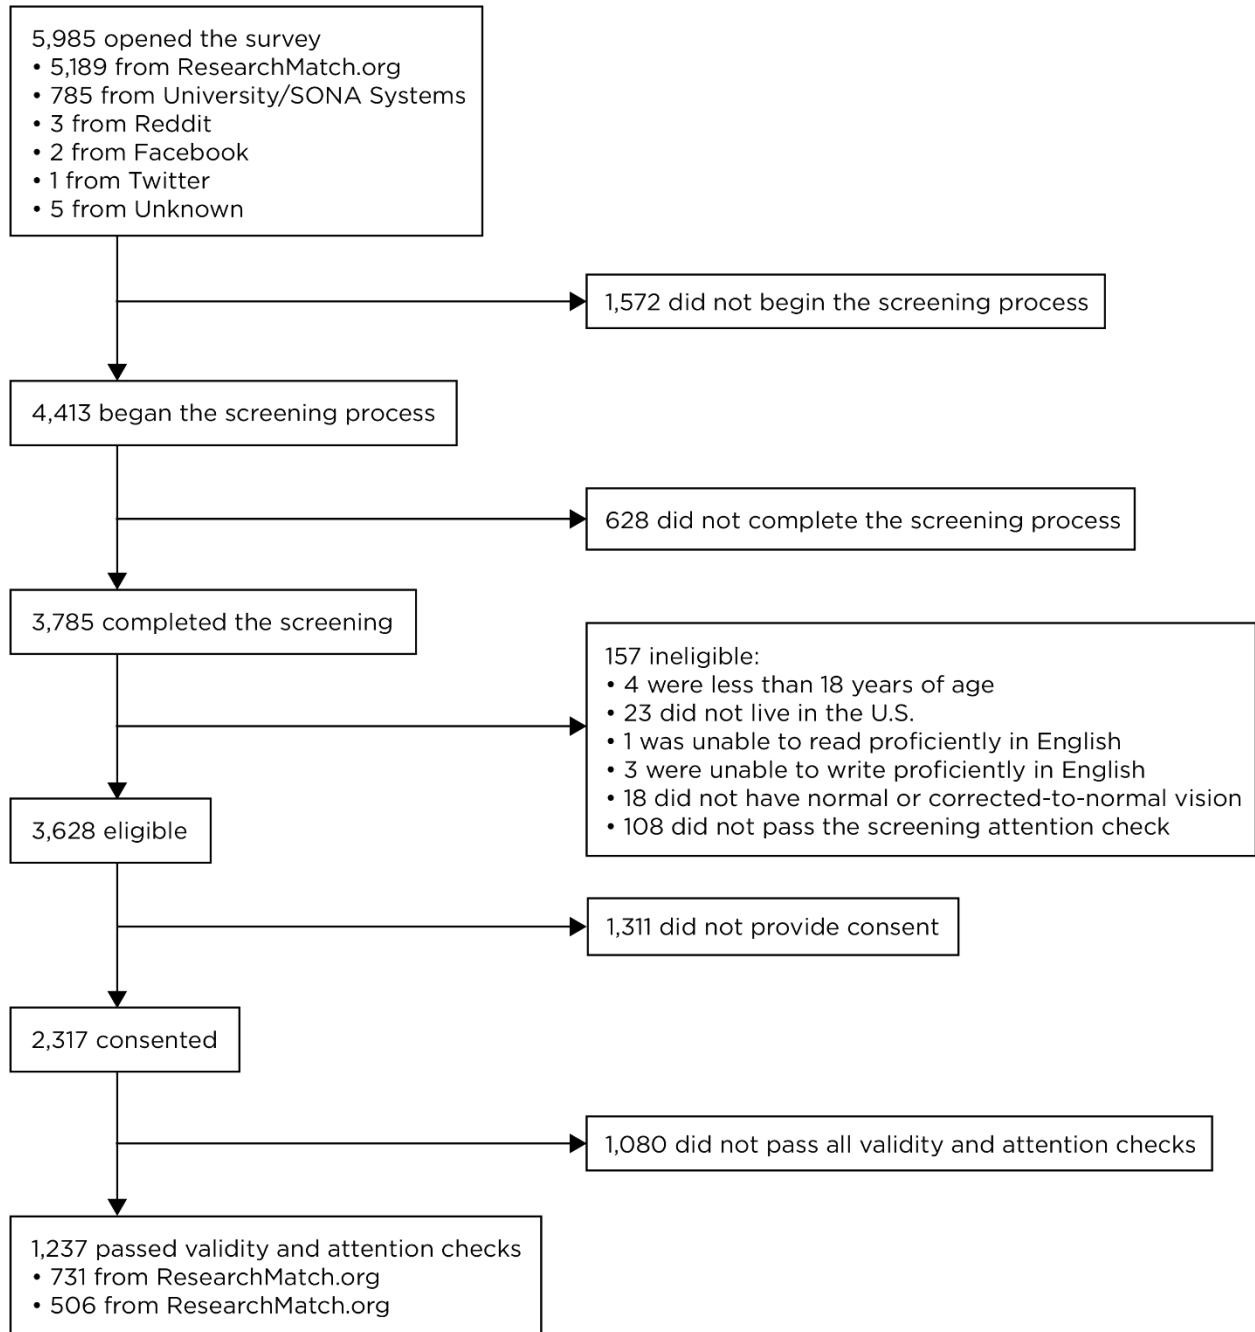 5,985 opened the survey
• 5,189 from ResearchMatch.org
• 785 from University/SONA Systems
• 3 from Reddit
• 2 from Facebook
• 1 from Twitter
• 5 from Unknown
1,572 did not begin the screening process
4,413 began the screening process
628 did not complete the screening process
3,785 completed the screening
157 ineligible:
• 4 were less than 18 years of age
• 23 did not live in the U.S.
• 1 was unable to read proficiently in English
• 3 were unable to write proficiently in English
• 18 did not have normal or corrected-to-normal vision
• 108 did not pass the screening attention check
3,628 eligible
1,311 did not provide consent
2,317 consented
1,080 did not pass all validity and attention checks
1,237 passed validity and attention checks
• 731 from ResearchMatch.org
• 506 from ResearchMatch.org